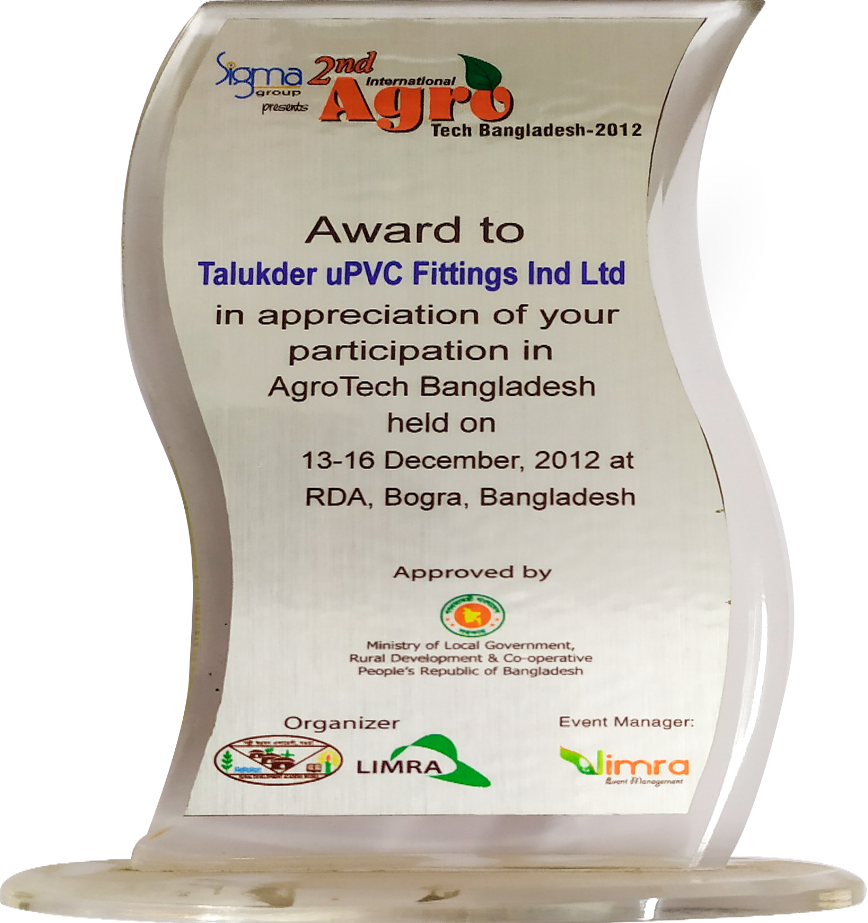 Sigma
group
presents
2nd
International
Agro
Tech Bangladesh-2012
Award to
Talukder uPVC Fittings Ind Ltd
in appreciation of your
participation in
AgroTech Bangladesh
held on
13-16 December, 2012 at
RDA, Bogra, Bangladesh
Approved by
Ministry of Local Government,
Rural Development & Co-operative
People's Republic of Bangladesh
Organizer
LIMRA
Event Manager:
limra
Event Management